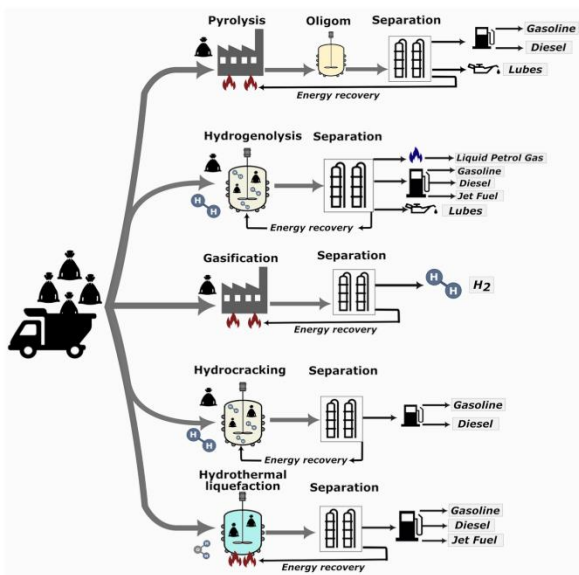 Pyrolysis
Oligom
Separation
Gasoline
Diesel
Lubes
Energy recovery
Hydrogenolysis
Separation
Liquid Petrol Gas
Gasoline
Diesel
Jet Fuel
Lubes
H
H
Energy recovery
Gasification
Separation
H
H
H2
Energy recovery
Hydrocracking
Separation
Gasoline
Diesel
H
H
Energy recovery
Hydrothermal
liquefaction
Separation
Gasoline
Diesel
Jet Fuel
Energy recovery